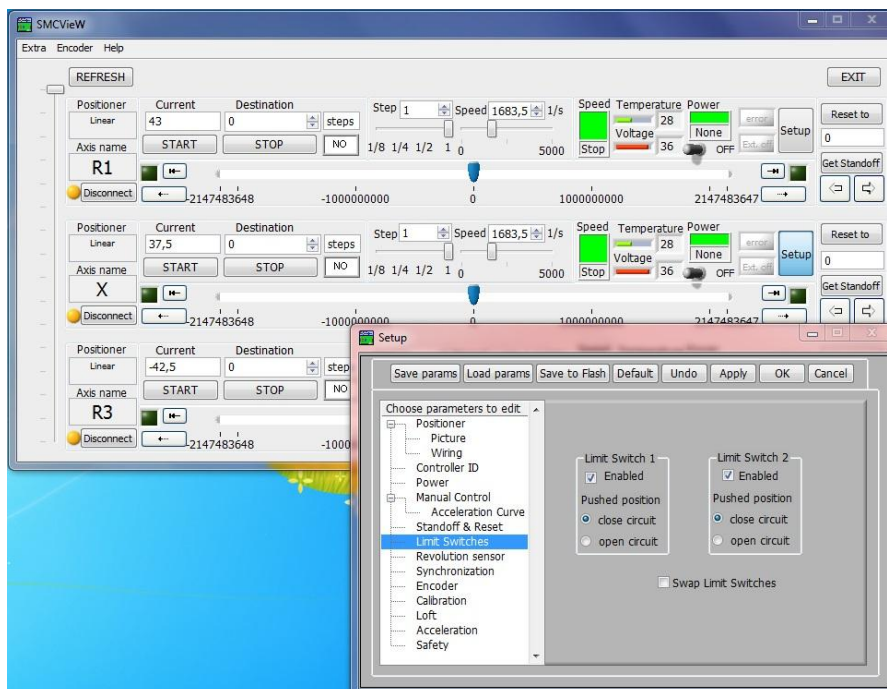 SMCVieW
Extra Encoder Help
REFRESH EXIT
Positioner Current Destination Step 1 Speed 1683,5 1/s Speed Temperature Power
Linear 43 0 steps 28 None error Setup Reset to
Axis name START STOP NO 1/8 1/4 1/2 1 0 5000 Stop Voltage 36 OFF Ext. off 0
R1 Get Standoff
Disconnect -2147483648 -1000000000 0 1000000000 2147483647
Positioner Current Destination Step 1 Speed 1683,5 1/s Speed Temperature Power
Linear 37,5 0 steps 28 None error Setup Reset to
Axis name START STOP NO 1/8 1/4 1/2 1 0 5000 Stop Voltage 36 OFF Ext. off 0
X Get Standoff
Disconnect -2147483648 -1000000000 0 1000000000 2147483647
Positioner Current Destination
Linear -42,5 0 step
Axis name START STOP NO
R3
Disconnect -2147483648 -1000
Setup
Save params Load params Save to Flash Default Undo Apply OK Cancel
Choose parameters to edit
Positioner
Picture
Wiring
Controller ID
Power
Manual Control
Acceleration Curve
Standoff & Reset
Limit Switches
Revolution sensor
Synchronization
Encoder
Calibration
Loft
Acceleration
Safety
Limit Switch 1 Limit Switch 2
Enabled Enabled
Pushed position Pushed position
close circuit close circuit
open circuit open circuit
Swap Limit Switches